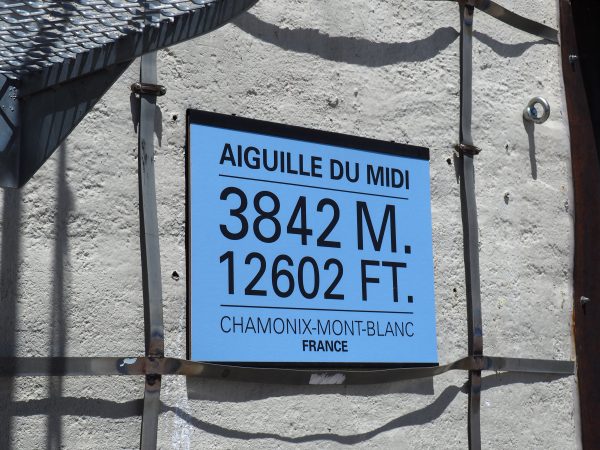 AIGUILLE DU MIDI
3842 M.
12602 FT.
CHAMONIX-MONT-BLANC
FRANCE